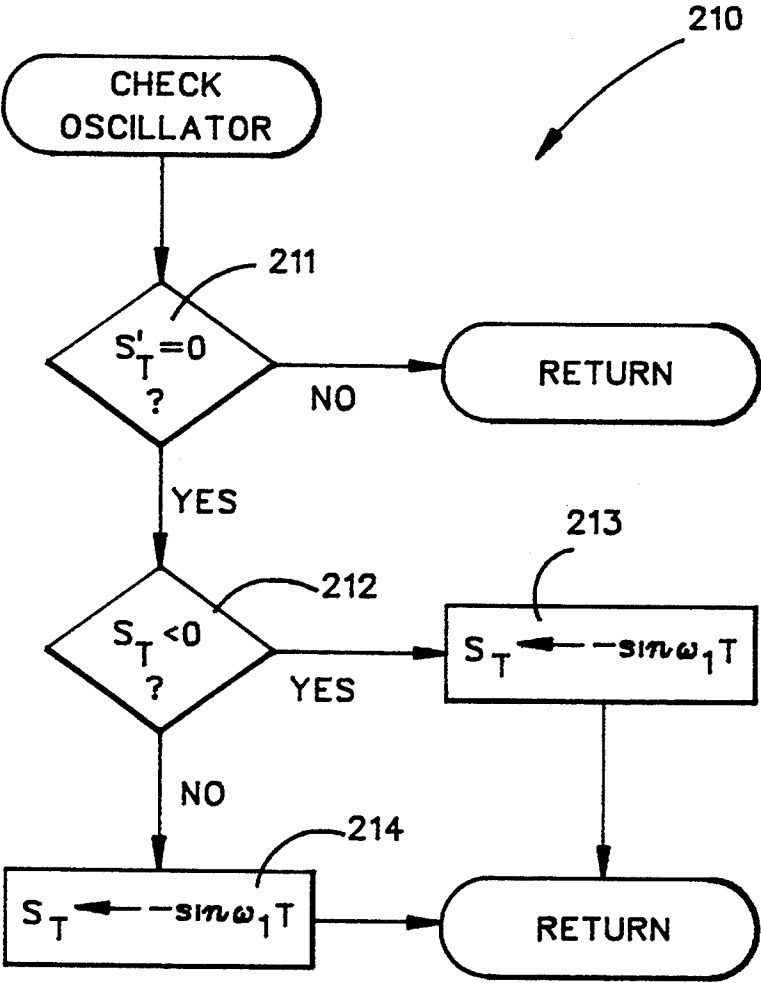 210
CHECK
OSCILLATOR
211
S'T=0
?
NO
RETURN
YES
213
212
ST<0
?
YES
ST ← −sinω1T
NO
214
ST ← −sinω1T
RETURN